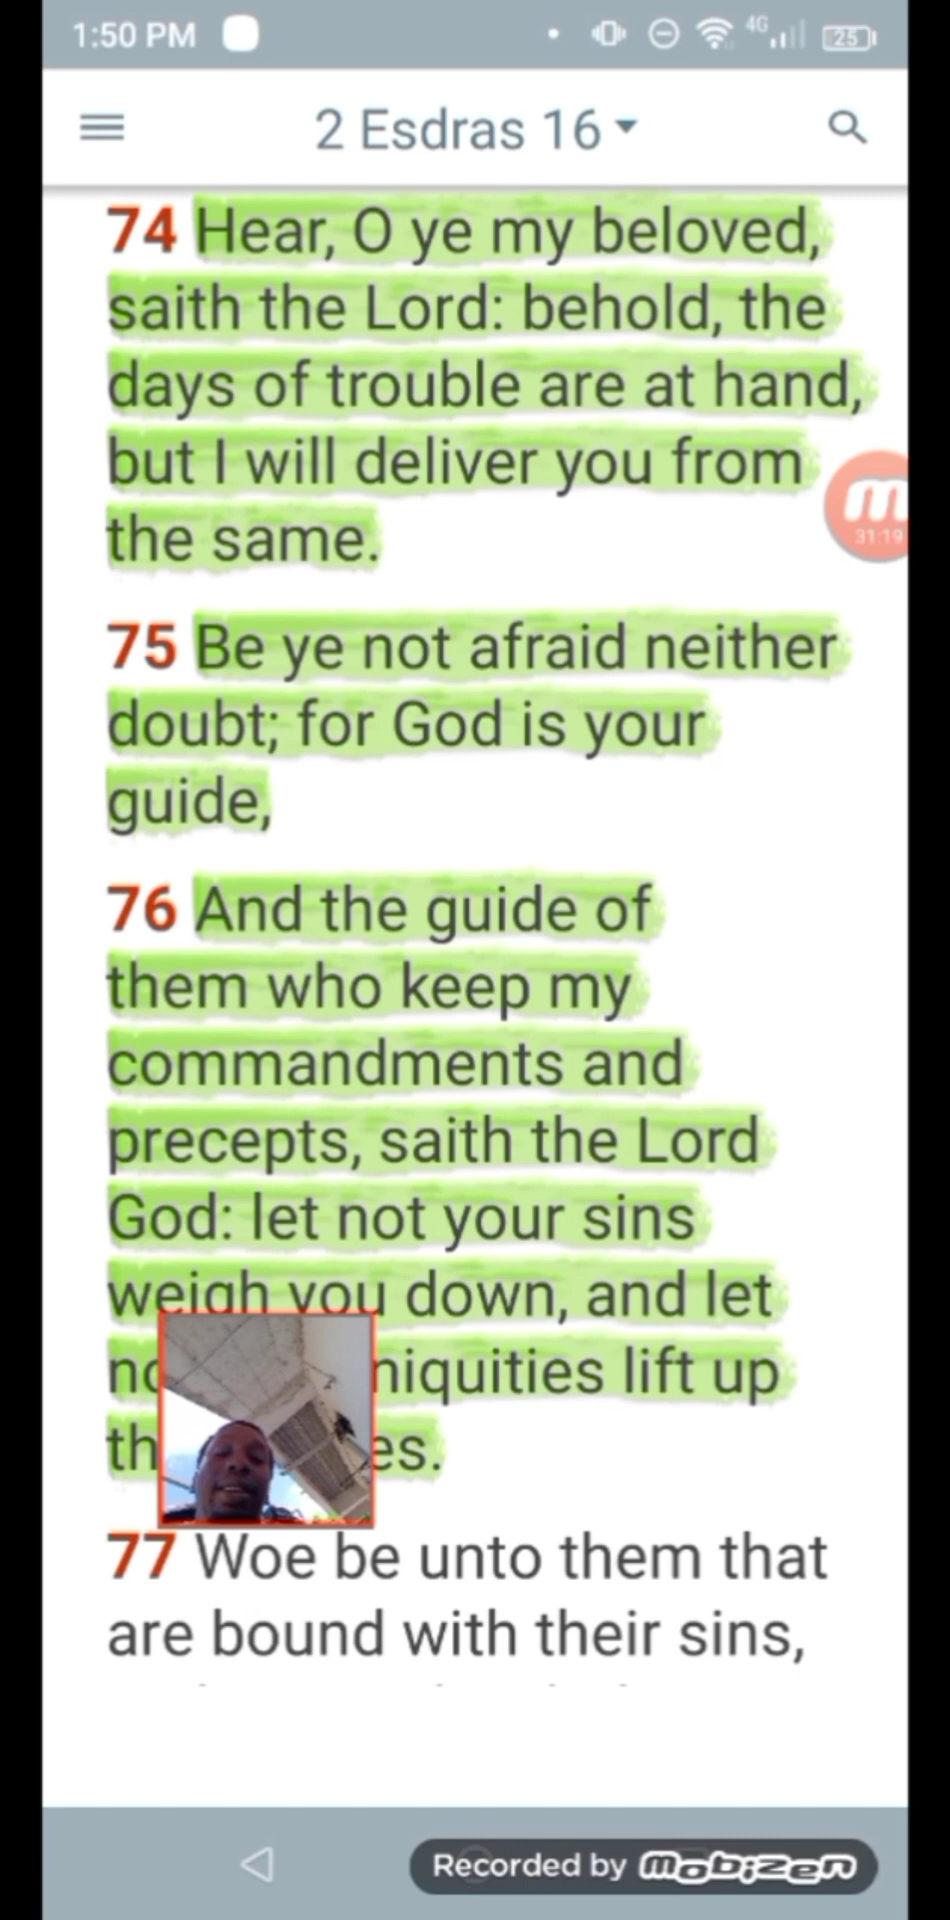 1:50 PM
4G
25
2 Esdras 16
74 Hear, O ye my beloved,
saith the Lord: behold, the
days of trouble are at hand,
but I will deliver you from
the same.
31:19
75 Be ye not afraid neither
doubt; for God is your
guide,
76 And the guide of
them who keep my
commandments and
precepts, saith the Lord
God: let not your sins
weigh you down, and let
lift up
77 Woe be unto them that
are bound with their sins,
Recorded by Mobizen